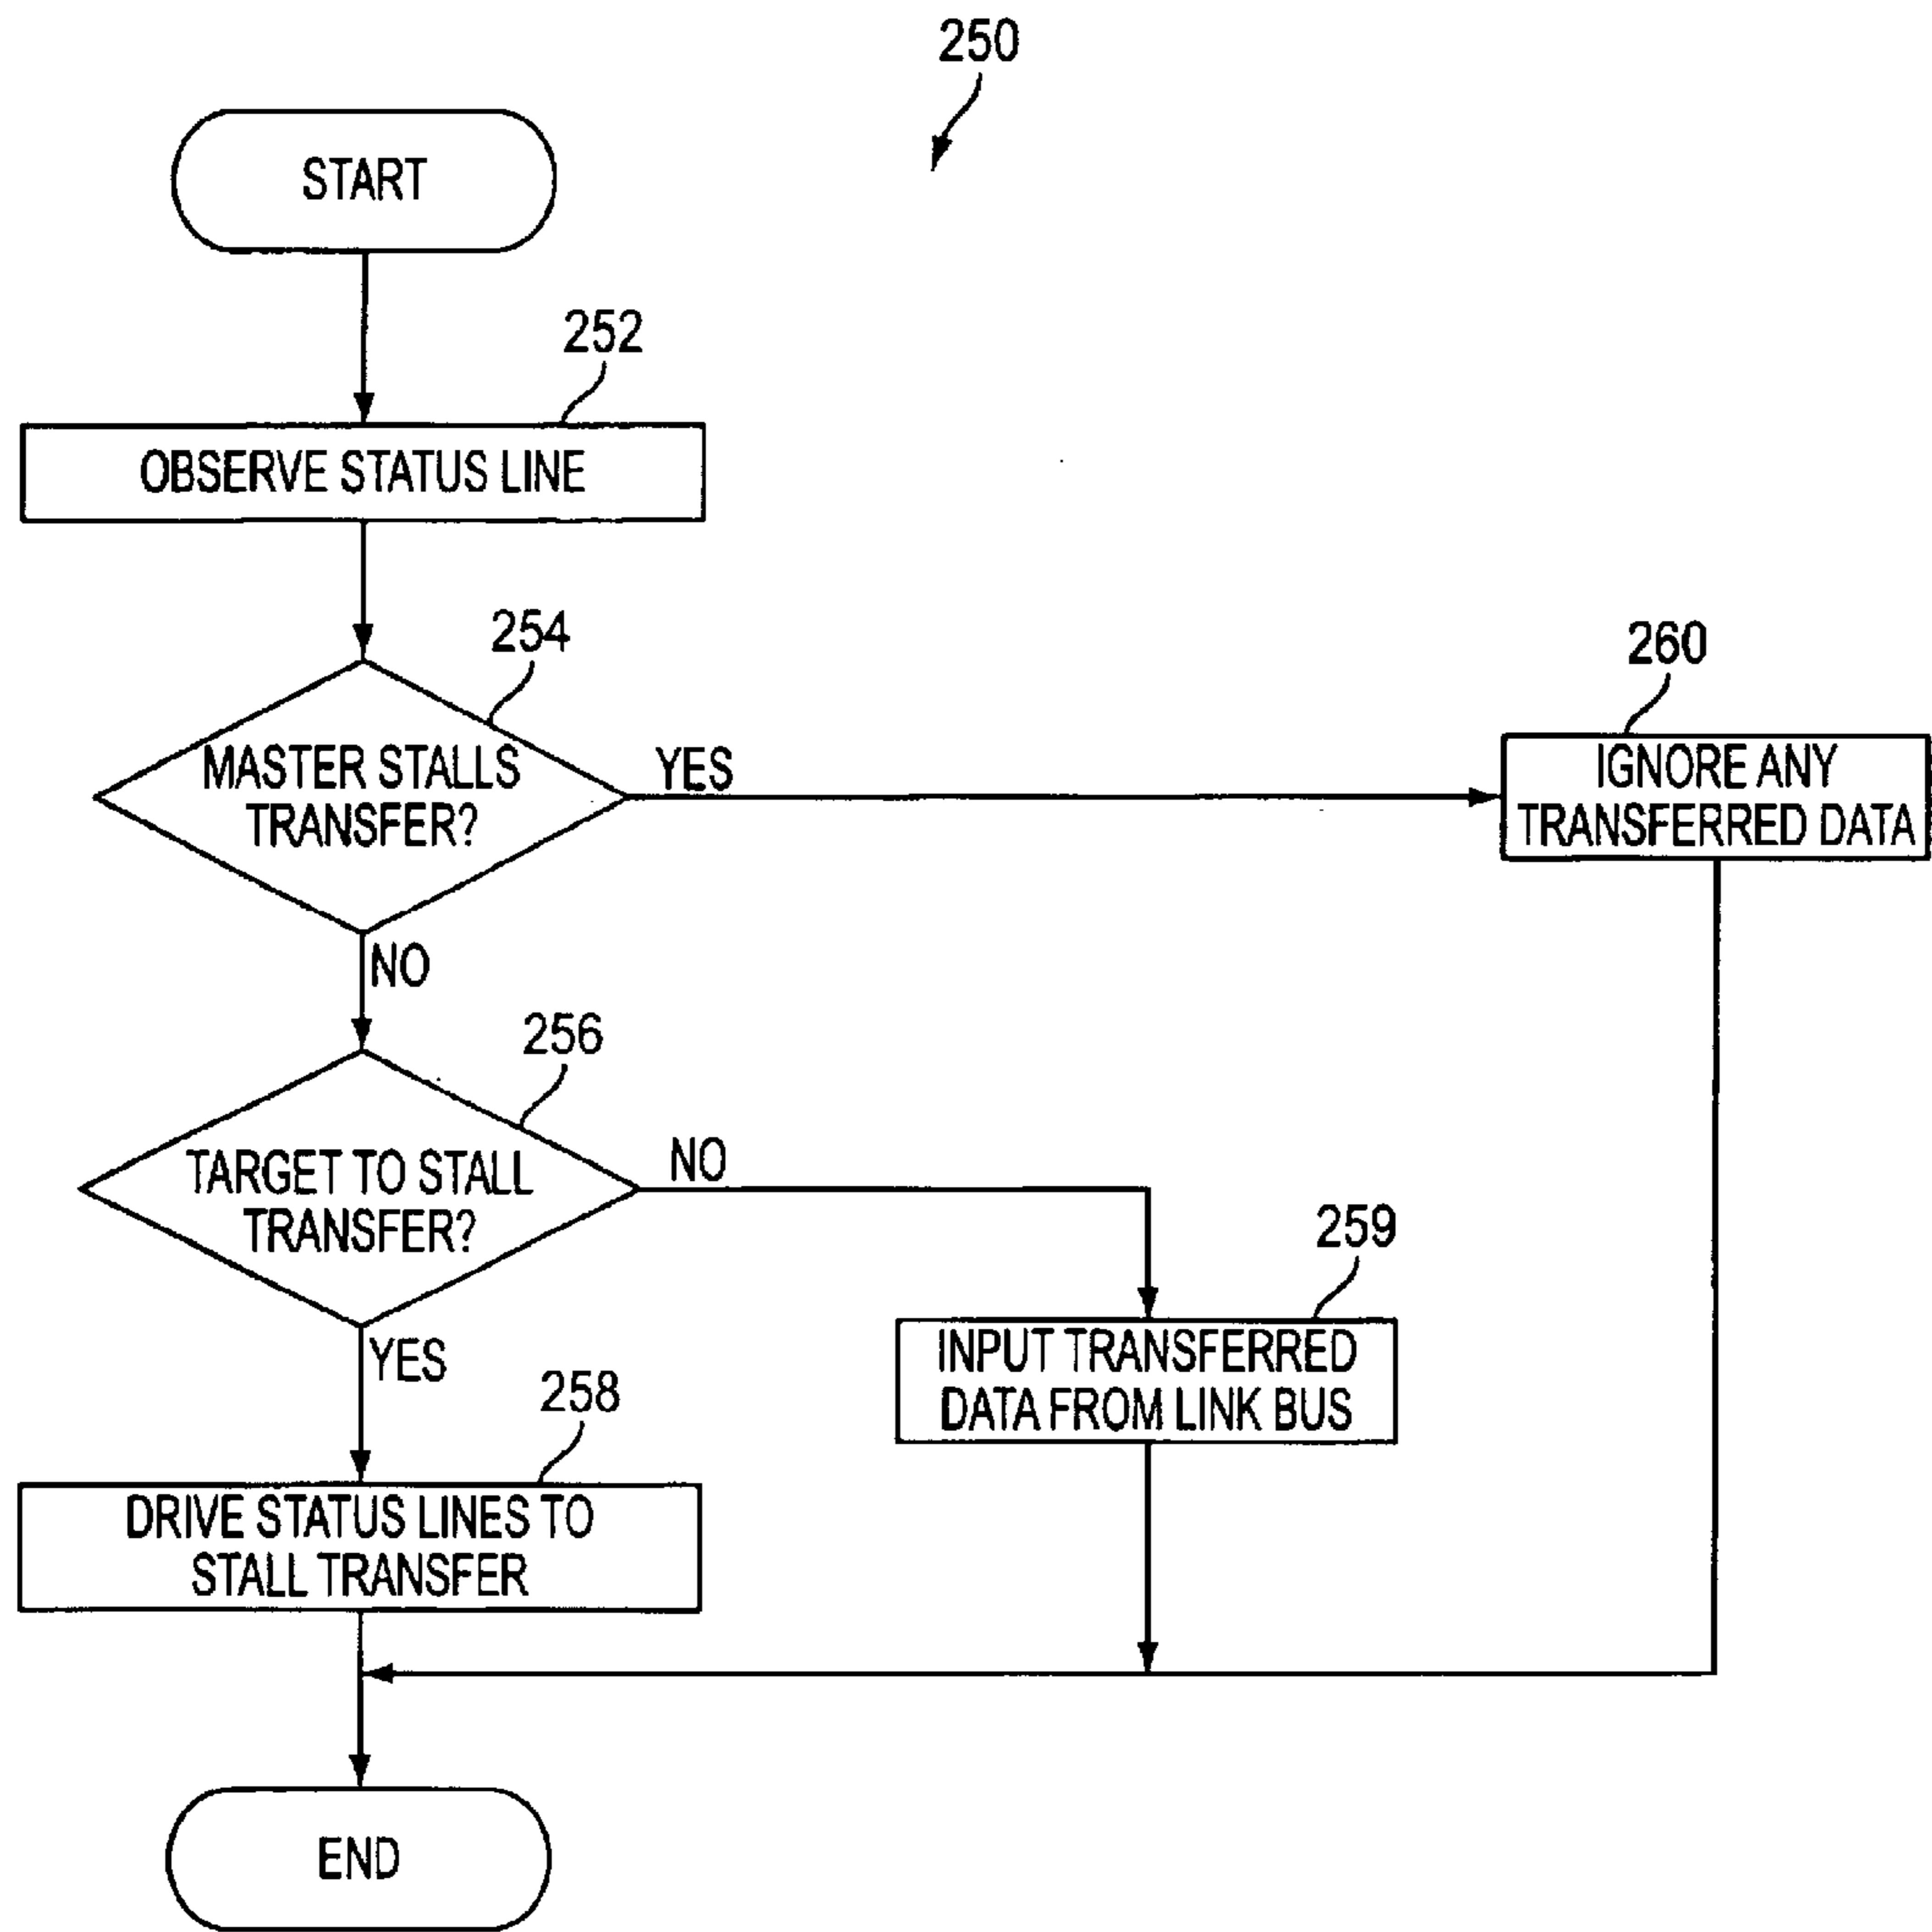 250
START
252
OBSERVE STATUS LINE
254
MASTER STALLS
TRANSFER?
YES
260
IGNORE ANY
TRANSFERRED DATA
NO
256
TARGET TO STALL
TRANSFER?
NO
259
INPUT TRANSFERRED
DATA FROM LINK BUS
YES
258
DRIVE STATUS LINES TO
STALL TRANSFER
END